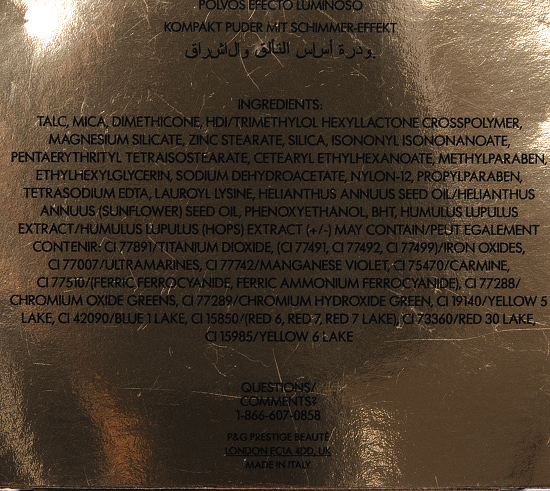 POLVOS EFECTO LUMINOSO
KOMPAKT PUDER MIT SCHIMMER-EFFEKT
بودرة أساس التألق والاشراق
INGREDIENTS:
TALC, MICA, DIMETHICONE, HDI/TRIMETHYLOL HEXYLLACTONE CROSSPOLYMER,
MAGNESIUM SILICATE, ZINC STEARATE, SILICA, ISONONYL ISONONANOATE,
PENTAERYTHRITYL TETRAISOSTEARATE, CETEARYL ETHYLHEXANOATE, METHYLPARABEN,
ETHYLHEXYLGLYCERIN, SODIUM DEHYDROACETATE, NYLON-12, PROPYLPARABEN,
TETRASODIUM EDTA, LAUROYL LYSINE, HELIANTHUS ANNUUS SEED OIL/HELIANTHUS
ANNUUS (SUNFLOWER) SEED OIL, PHENOXYETHANOL, BHT, HUMULUS LUPULUS
EXTRACT/HUMULUS LUPULUS (HOPS) EXTRACT (+/-) MAY CONTAIN/PEUT EGALEMENT
CONTENIR: CI 77891/TITANIUM DIOXIDE, (CI 77491, CI 77492, CI 77499)/IRON OXIDES,
CI 77007/ULTRAMARINES, CI 77742/MANGANESE VIOLET, CI 75470/CARMINE,
CI 77510/(FERRIC FERROCYANIDE, FERRIC AMMONIUM FERROCYANIDE), CI 77288/
CHROMIUM OXIDE GREENS, CI 77289/CHROMIUM HYDROXIDE GREEN, CI 19140/YELLOW 5
LAKE, CI 42090/BLUE 1 LAKE, CI 15850/(RED 6, RED 7, RED 7 LAKE), CI 73360/RED 30 LAKE,
CI 15985/YELLOW 6 LAKE
QUESTIONS/
COMMENTS?
1-866-607-0858
P&G PRESTIGE BEAUTÉ
LONDON EC1A 4DD, UK
MADE IN ITALY